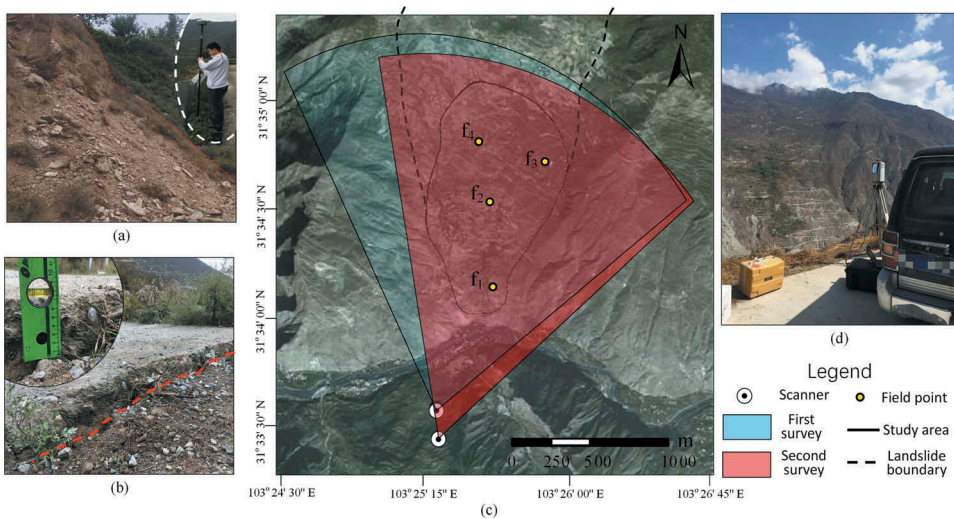 (a)
(b)
N
31° 35' 00" N
31° 34' 30" N
31° 34' 00" N
31° 33' 30" N
f4
f3
f2
f1
m
0 250 500 1000
103° 24' 30" E
103° 25' 15" E
103° 26' 00" E
103° 26' 45" E
(c)
(d)
Legend
Scanner
Field point
First
survey
Study area
Second
survey
Landslide
boundary